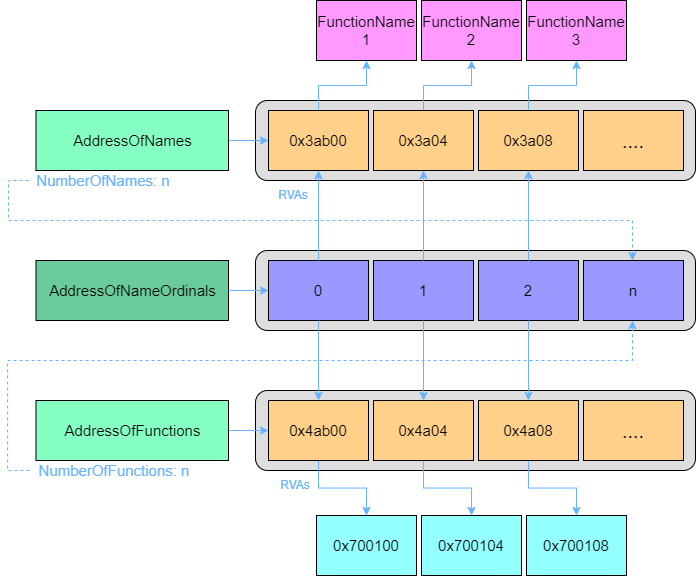 FunctionName
1
FunctionName
2
FunctionName
3
AddressOfNames
0x3ab00
0x3a04
0x3a08
....
NumberOfNames: n
RVAs
AddressOfNameOrdinals
0
1
2
n
AddressOfFunctions
0x4ab00
0x4a04
0x4a08
....
NumberOfFunctions: n
RVAs
0x700100
0x700104
0x700108